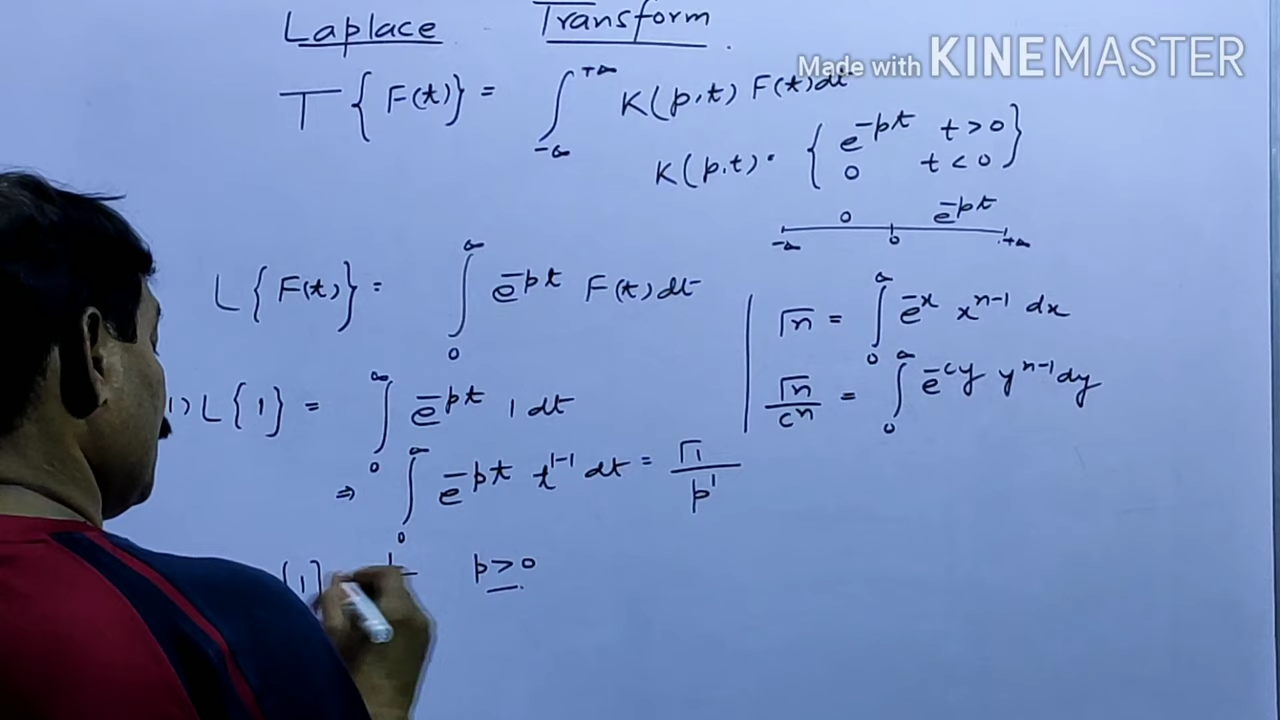 Laplace Transform
Made with KINEMASTER
T { F(t)} = ∫_{-∞}^{+∞} K(p,t) F(t) dt
K(p,t) = { e^{-pt} t > 0
0 t < 0 }
0 e^{-pt}
-∞ 0 +∞
L{ F(t)} = ∫_0^∞ e^{-pt} F(t) dt
Γn = ∫_0^∞ e^{-x} x^{n-1} dx
Γn / c^n = ∫_0^∞ e^{-cy} y^{n-1} dy
1) L{1} = ∫_0^∞ e^{-pt} 1 dt
⇒ ∫_0^∞ e^{-pt} t^{1-1} dt = Γ1 / p^1
{1} p > 0